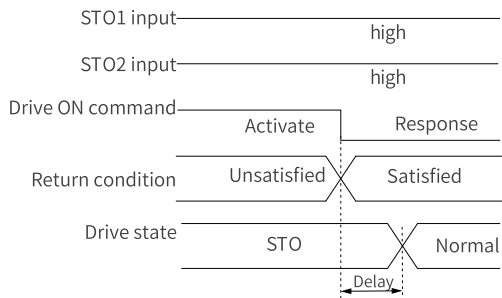 STO1 input
high
STO2 input
high
Drive ON command
Activate
Response
Return condition
Unsatisfied
Satisfied
Drive state
STO
Normal
Delay